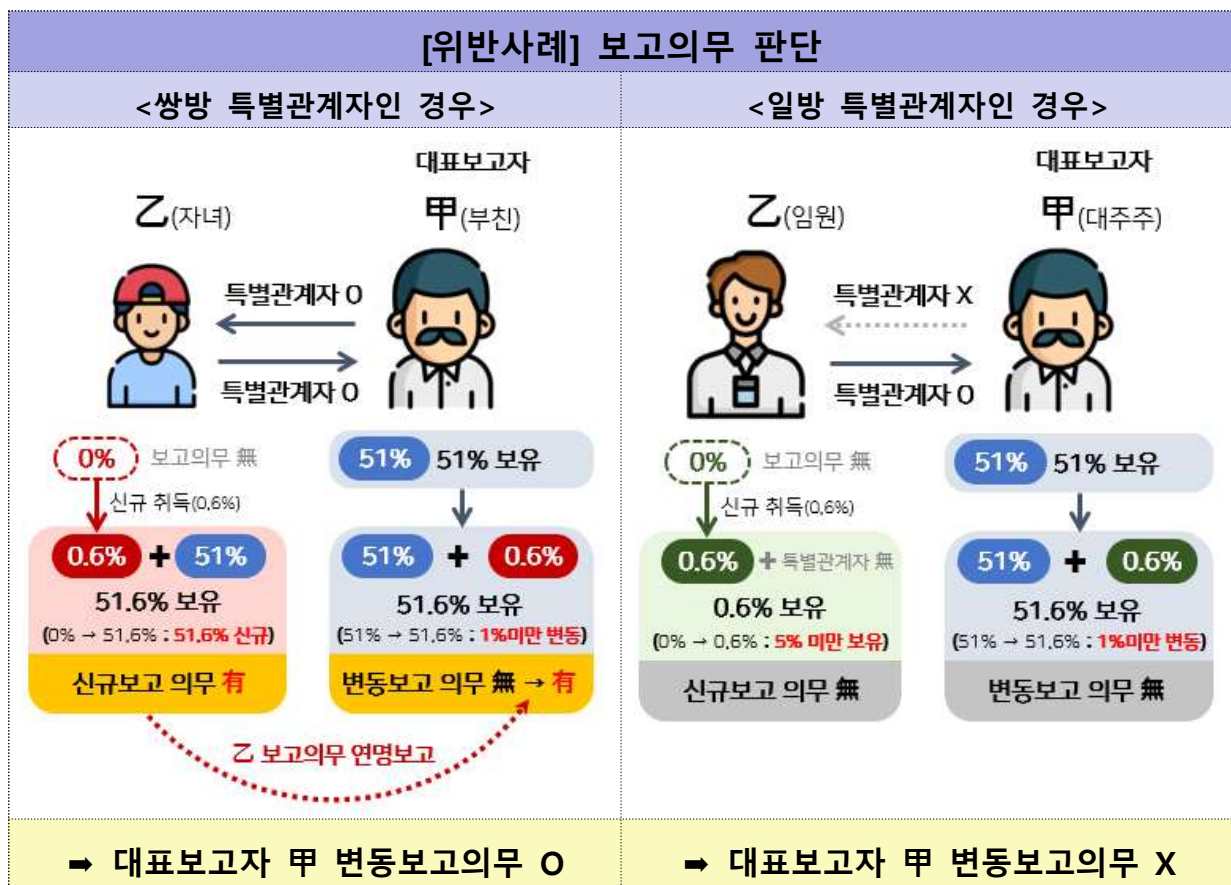 [위반사례] 보고의무 판단
<쌍방 특별관계자인 경우>
대표보고자
乙(자녀)
甲(부친)
특별관계자 O
특별관계자 O
0%
보고의무 無
신규 취득(0.6%)
51%
51% 보유
0.6% + 51%
51.6% 보유
(0% → 51.6% : 51.6% 신규)
신규보고 의무 有
51% + 0.6%
51.6% 보유
(51% → 51.6% : 1%미만 변동)
변동보고 의무 無 → 有
乙 보고의무 연명보고
➡ 대표보고자 甲 변동보고의무 O
<일방 특별관계자인 경우>
대표보고자
乙(임원)
甲(대주주)
특별관계자 X
특별관계자 O
0%
보고의무 無
신규 취득(0.6%)
51%
51% 보유
0.6% + 특별관계자 無
0.6% 보유
(0% → 0.6% : 5% 미만 보유)
신규보고 의무 無
51% + 0.6%
51.6% 보유
(51% → 51.6% : 1%미만 변동)
변동보고 의무 無
➡ 대표보고자 甲 변동보고의무 X